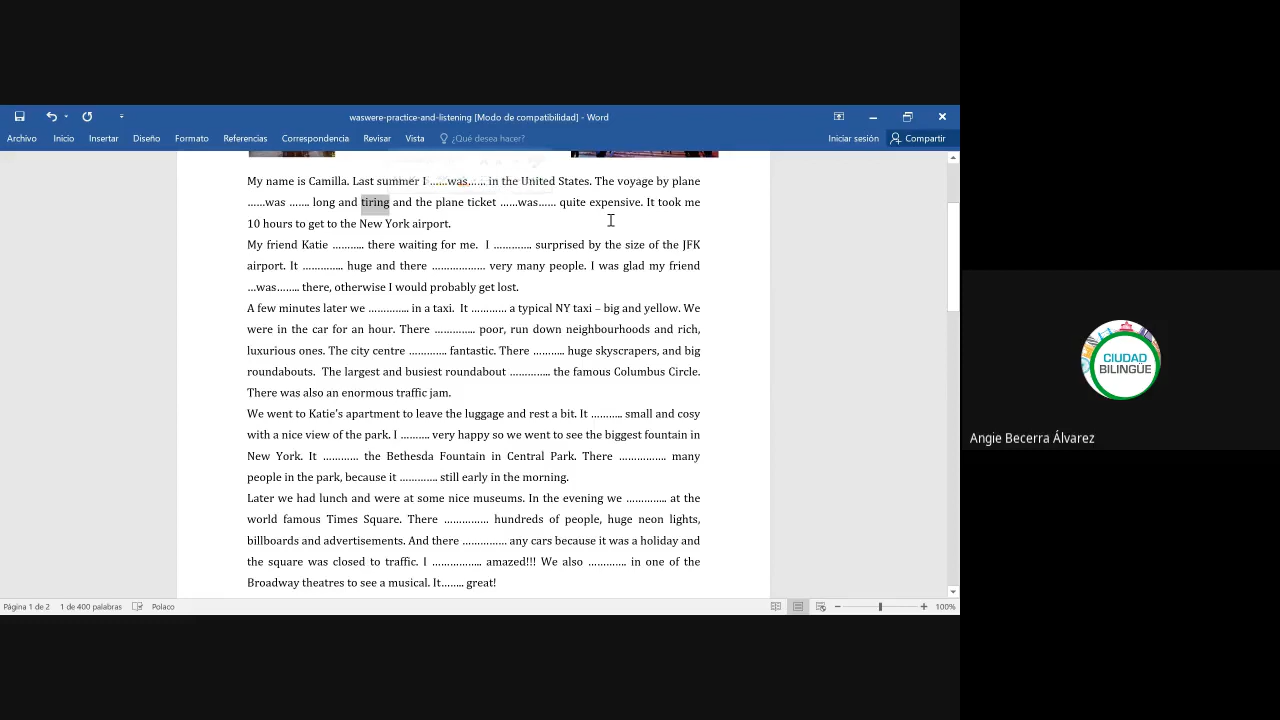 waswere-practice-and-listening [Modo de compatibilidad] - Word
Archivo Inicio Insertar Diseño Formato Referencias Correspondencia Revisar Vista ¿Qué desea hacer? Iniciar sesión Compartir
My name is Camilla. Last summer I ……was…… in the United States. The voyage by plane
……was ……. long and tiring and the plane ticket ……was…… quite expensive. It took me
10 hours to get to the New York airport.
My friend Katie ……….. there waiting for me. I …………. surprised by the size of the JFK
airport. It ………….. huge and there ……………… very many people. I was glad my friend
…was…….. there, otherwise I would probably get lost.
A few minutes later we ………….. in a taxi. It ………… a typical NY taxi – big and yellow. We
were in the car for an hour. There ………….. poor, run down neighbourhoods and rich,
luxurious ones. The city centre …………. fantastic. There ……….. huge skyscrapers, and big
roundabouts. The largest and busiest roundabout ………….. the famous Columbus Circle.
There was also an enormous traffic jam.
We went to Katie’s apartment to leave the luggage and rest a bit. It ……….. small and cosy
with a nice view of the park. I ………. very happy so we went to see the biggest fountain in
New York. It ………… the Bethesda Fountain in Central Park. There ……………. many
people in the park, because it …………. still early in the morning.
Later we had lunch and were at some nice museums. In the evening we ………….. at the
world famous Times Square. There …………… hundreds of people, huge neon lights,
billboards and advertisements. And there …………… any cars because it was a holiday and
the square was closed to traffic. I …………….. amazed!!! We also …………. in one of the
Broadway theatres to see a musical. It…….. great!
Página 1 de 2 1 de 400 palabras Polaco 100%
CIUDAD
BILINGÜE
Angie Becerra Álvarez